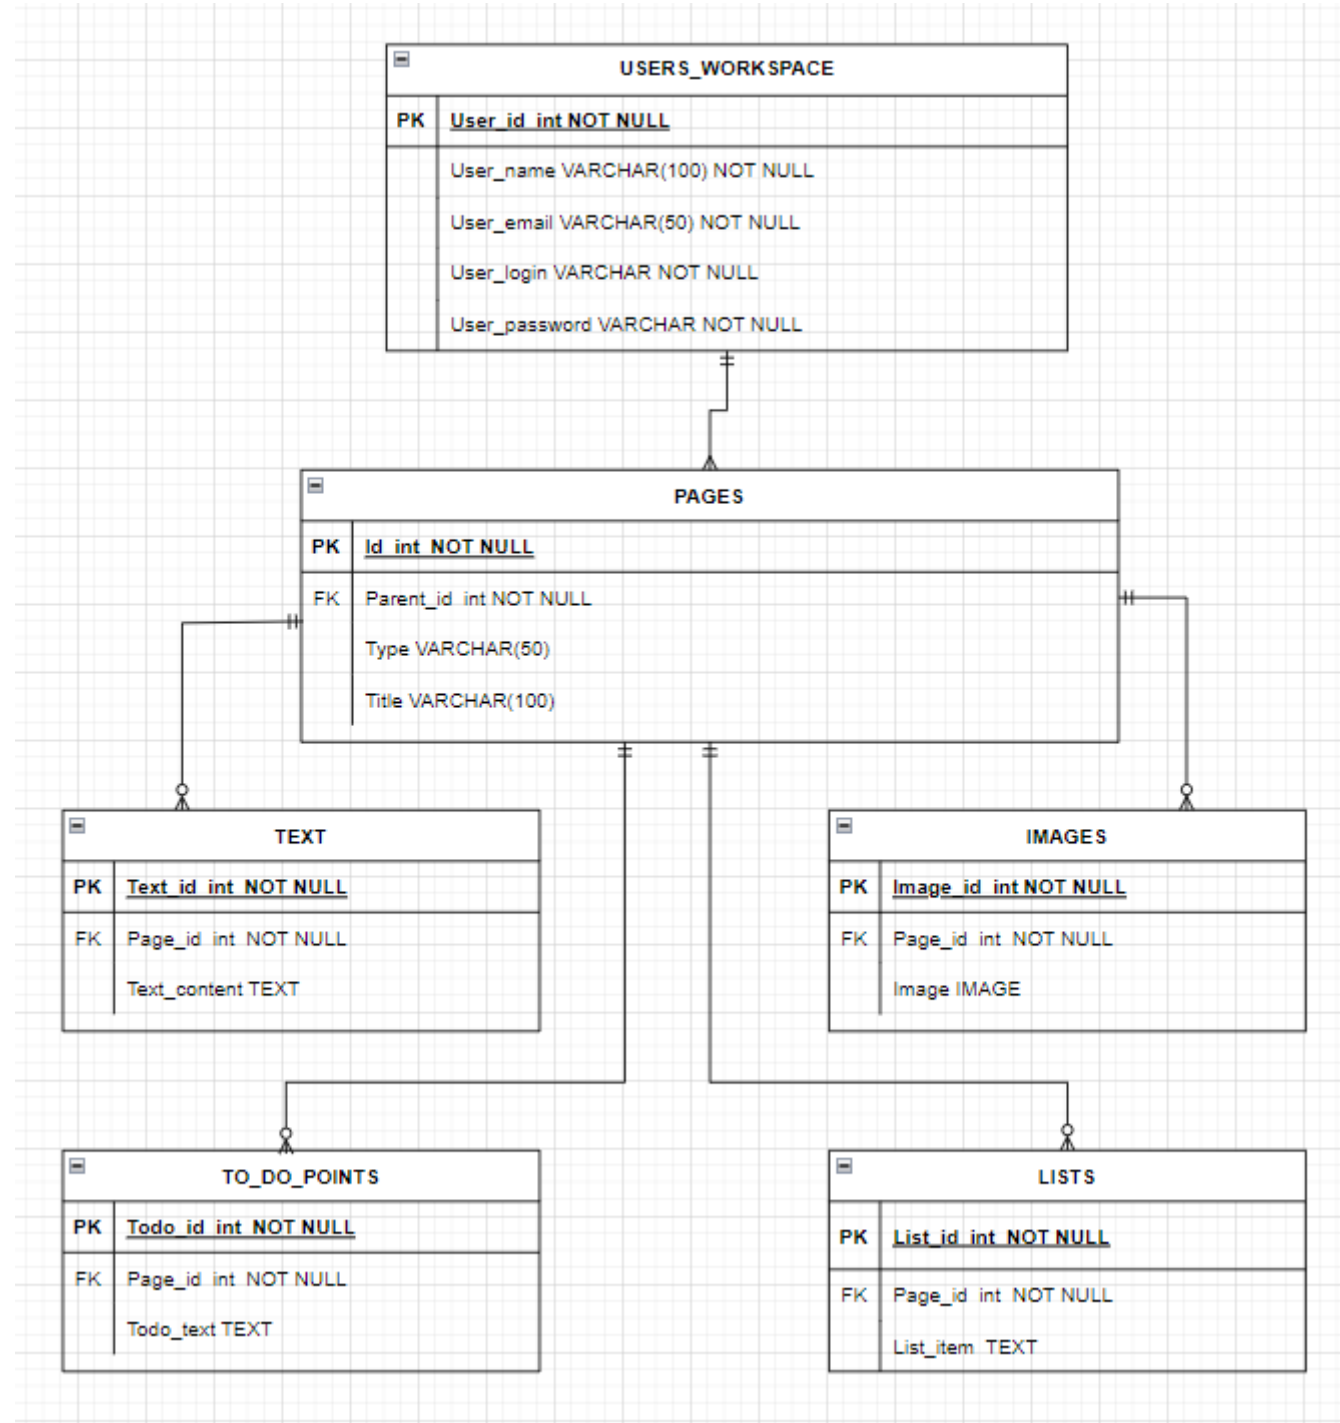 USERS_WORKSPACE
PK User_id int NOT NULL
User_name VARCHAR(100) NOT NULL
User_email VARCHAR(50) NOT NULL
User_login VARCHAR NOT NULL
User_password VARCHAR NOT NULL
PAGES
PK Id int NOT NULL
FK Parent_id int NOT NULL
Type VARCHAR(50)
Title VARCHAR(100)
TEXT
PK Text_id int NOT NULL
FK Page_id int NOT NULL
Text_content TEXT
IMAGES
PK Image_id int NOT NULL
FK Page_id int NOT NULL
Image IMAGE
TO_DO_POINTS
PK Todo_id int NOT NULL
FK Page_id int NOT NULL
Todo_text TEXT
LISTS
PK List_id int NOT NULL
FK Page_id int NOT NULL
List_item TEXT